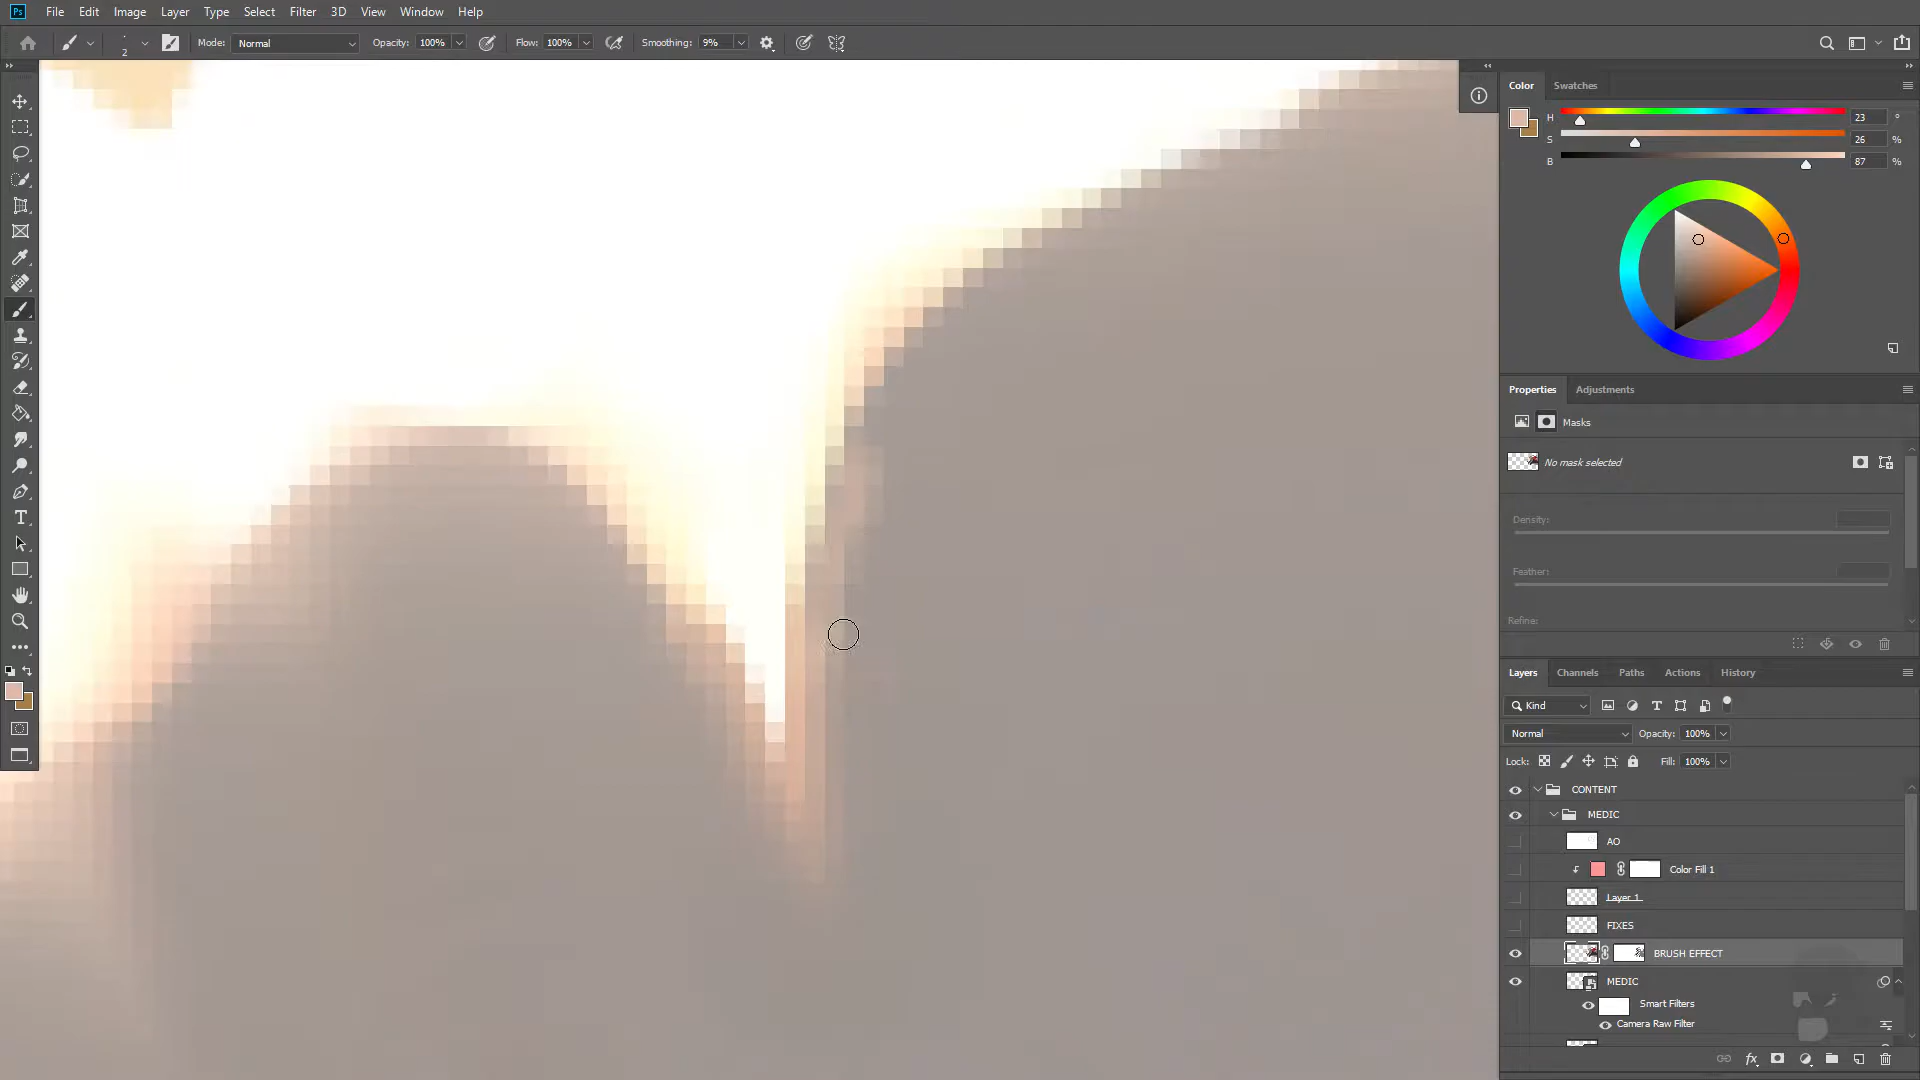 Ps File Edit Image Layer Type Select Filter 3D View Window Help
2 Mode: Normal Opacity: 100% Flow: 100% Smoothing: 9%
Color Swatches
H 23 °
S 26 %
B 87 %
Properties Adjustments
Masks
No mask selected
Density:
Feather:
Refine:
Layers Channels Paths Actions History
Kind
Normal Opacity: 100%
Lock: Fill: 100%
CONTENT
MEDIC
AO
Color Fill 1
Layer 1
FIXES
BRUSH EFFECT
MEDIC
Smart Filters
Camera Raw Filter